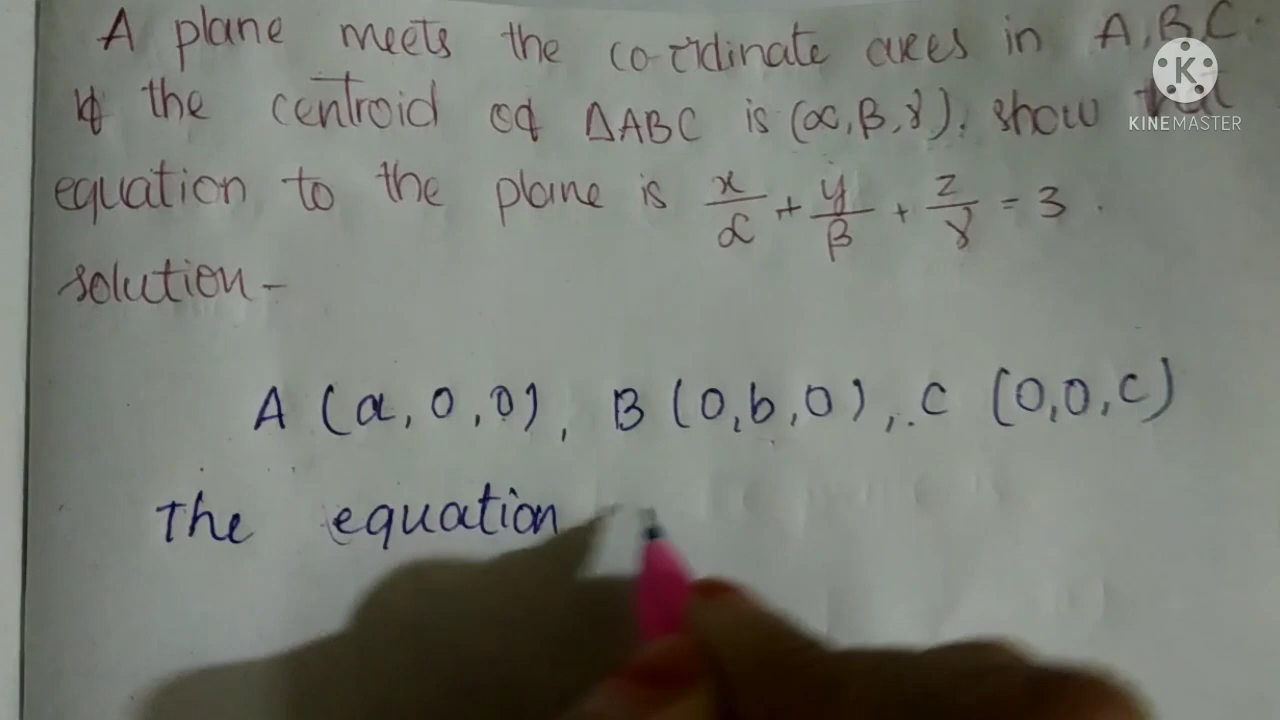 A plane meets the co-ordinate axes in A,B,C.
If the centroid of ΔABC is (α,β,γ). show that
equation to the plane is x/α + y/β + z/γ = 3.
solution -
A (a,0,0), B (0,b,0), C (0,0,c)
The equation
K
KINEMASTER